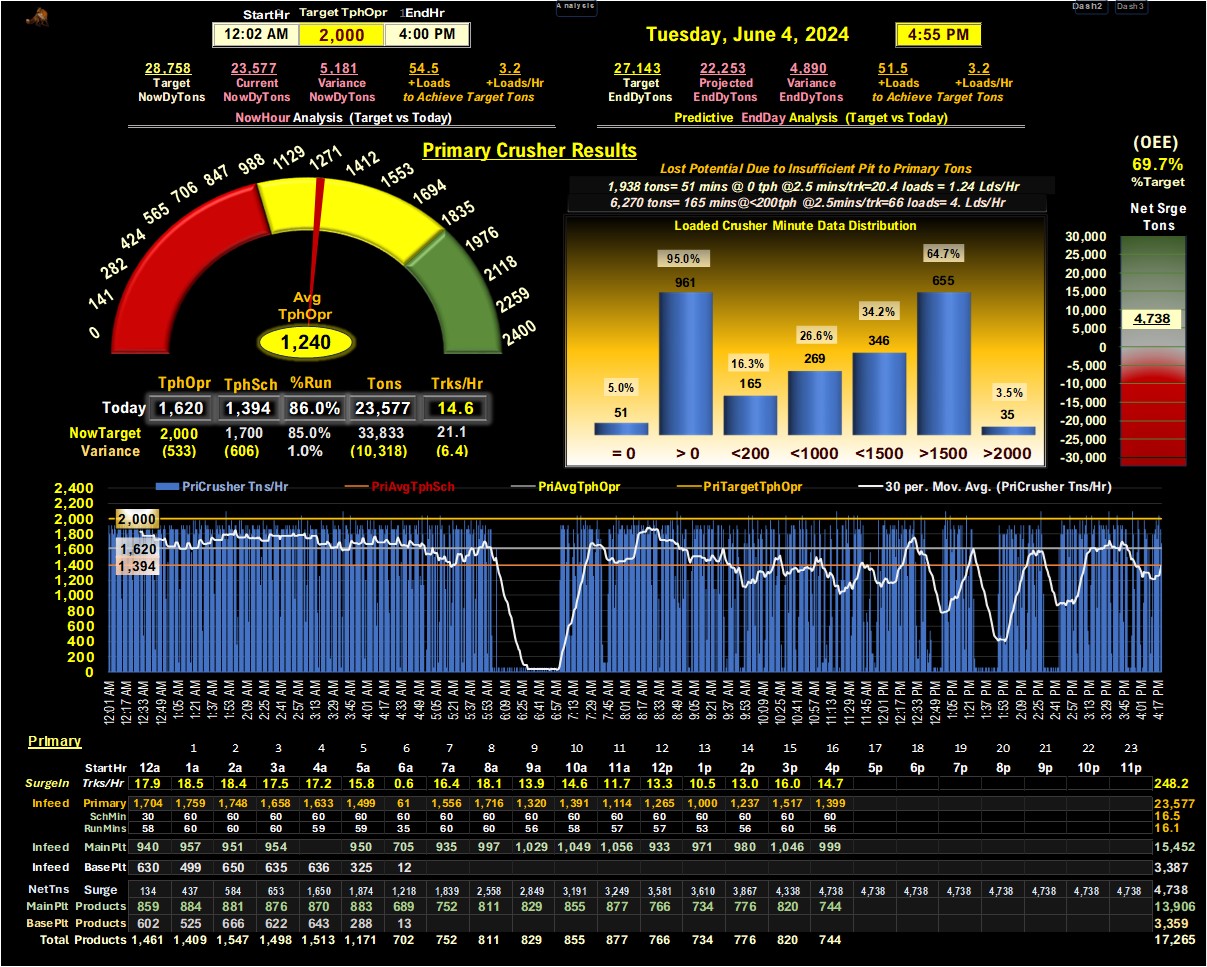 Analysis
Dash2 Dash3
StartHr Target TphOpr 1EndHr
12:02 AM 2,000 4:00 PM
Tuesday, June 4, 2024 4:55 PM
28,758 23,577 5,181 54.5 3.2
Target Current Variance +Loads +Loads/Hr
NowDyTons NowDyTons NowDyTons to Achieve Target Tons
NowHour Analysis (Target vs Today)
27,143 22,253 4,890 51.5 3.2
Target Projected Variance +Loads +Loads/Hr
EndDyTons EndDyTons EndDyTons to Achieve Target Tons
Predictive EndDay Analysis (Target vs Today)
Primary Crusher Results
0 141 282 424 565 706 847 988 1129 1271 1412 1553 1694 1835 1976 2118 2259 2400
Avg
TphOpr
1,240
Lost Potential Due to Insufficient Pit to Primary Tons
1,938 tons= 51 mins @ 0 tph @2.5 mins/trk=20.4 loads = 1.24 Lds/Hr
6,270 tons= 165 mins@<200tph @2.5mins/trk=66 loads= 4. Lds/Hr
Loaded Crusher Minute Data Distribution
5.0% 95.0% 16.3% 26.6% 34.2% 64.7% 3.5%
51 961 165 269 346 655 35
= 0 > 0 <200 <1000 <1500 >1500 >2000
(OEE)
69.7%
%Target
Net Srge
Tons
30,000
25,000
20,000
15,000
10,000
4,738
5,000
0
-5,000
-10,000
-15,000
-20,000
-25,000
-30,000
TphOpr TphSch %Run Tons Trks/Hr
Today 1,620 1,394 86.0% 23,577 14.6
NowTarget 2,000 1,700 85.0% 33,833 21.1
Variance (533) (606) 1.0% (10,318) (6.4)
PriCrusher Tns/Hr PriAvgTphSch PriAvgTphOpr PriTargetTphOpr 30 per. Mov. Avg. (PriCrusher Tns/Hr)
2,400
2,200
2,000
1,800
1,600
1,400
1,200
1,000
800
600
400
200
0
2,000
1,620
1,394
12:01 AM 12:17 AM 12:33 AM 12:49 AM 1:05 AM 1:21 AM 1:37 AM 1:53 AM 2:09 AM 2:25 AM 2:41 AM 2:57 AM 3:13 AM 3:29 AM 3:45 AM 4:01 AM 4:17 AM 4:33 AM 4:49 AM 5:05 AM 5:21 AM 5:37 AM 5:53 AM 6:09 AM 6:25 AM 6:41 AM 6:57 AM 7:13 AM 7:29 AM 7:45 AM 8:01 AM 8:17 AM 8:33 AM 8:49 AM 9:05 AM 9:21 AM 9:37 AM 9:53 AM 10:09 AM 10:25 AM 10:41 AM 10:57 AM 11:13 AM 11:29 AM 11:45 AM 12:01 PM 12:17 PM 12:33 PM 12:49 PM 1:05 PM 1:21 PM 1:37 PM 1:53 PM 2:09 PM 2:25 PM 2:41 PM 2:57 PM 3:13 PM 3:29 PM 3:45 PM 4:01 PM 4:17 PM
Primary 1 2 3 4 5 6 7 8 9 10 11 12 13 14 15 16 17 18 19 20 21 22 23
StartHr 12a 1a 2a 3a 4a 5a 6a 7a 8a 9a 10a 11a 12p 1p 2p 3p 4p 5p 6p 7p 8p 9p 10p 11p
SurgeIn Trks/Hr 17.9 18.5 18.4 17.5 17.2 15.8 0.6 16.4 18.1 13.9 14.6 11.7 13.3 10.5 13.0 16.0 14.7 248.2
Infeed Primary 1,704 1,759 1,748 1,658 1,633 1,499 61 1,556 1,716 1,320 1,391 1,114 1,265 1,000 1,237 1,517 1,399 23,577
SchMin 30 60 60 60 60 60 60 60 60 60 60 60 60 60 60 60 60 16.5
RunMins 58 60 60 60 59 59 35 60 60 56 58 57 57 53 56 60 56 16.1
Infeed MainPlt 940 957 951 954 950 705 935 997 1,029 1,049 1,056 933 971 980 1,046 999 15,452
Infeed BasePlt 630 499 650 635 636 325 12 3,387
NetTns Surge 134 437 584 653 1,650 1,874 1,218 1,839 2,558 2,849 3,191 3,249 3,581 3,610 3,867 4,338 4,738 4,738 4,738 4,738 4,738 4,738 4,738 4,738 4,738
MainPlt Products 859 884 881 876 870 883 689 752 811 829 855 877 766 734 776 820 744 13,906
BasePlt Products 602 525 666 622 643 288 13 3,359
Total Products 1,461 1,409 1,547 1,498 1,513 1,171 702 752 811 829 855 877 766 734 776 820 744 17,265